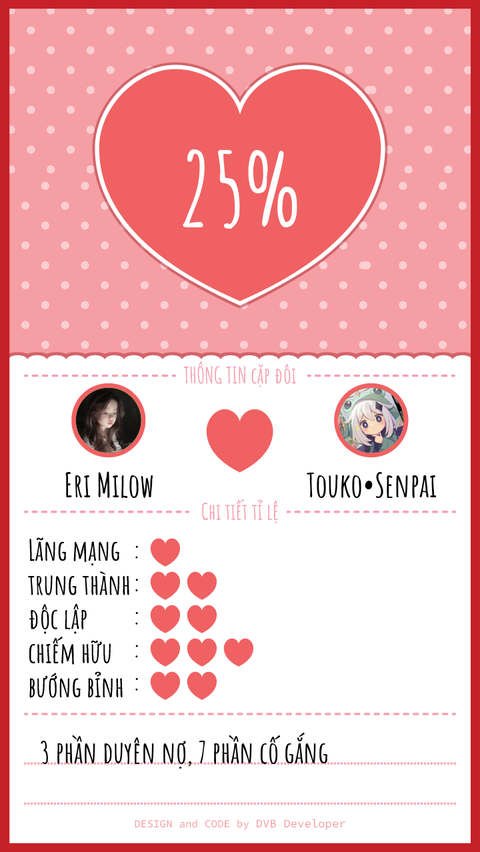 25%
THÔNG TIN CẶP ĐÔI
ERI MILOW
TOUKO•SENPAI
CHI TIẾT TỈ LỆ
LÃNG MẠNG :
TRUNG THÀNH :
ĐỘC LẬP :
CHIẾM HỮU :
BƯỚNG BỈNH :
3 PHẦN DUYÊN NỢ, 7 PHẦN CỐ GẮNG
DESIGN and CODE by DVB Developer